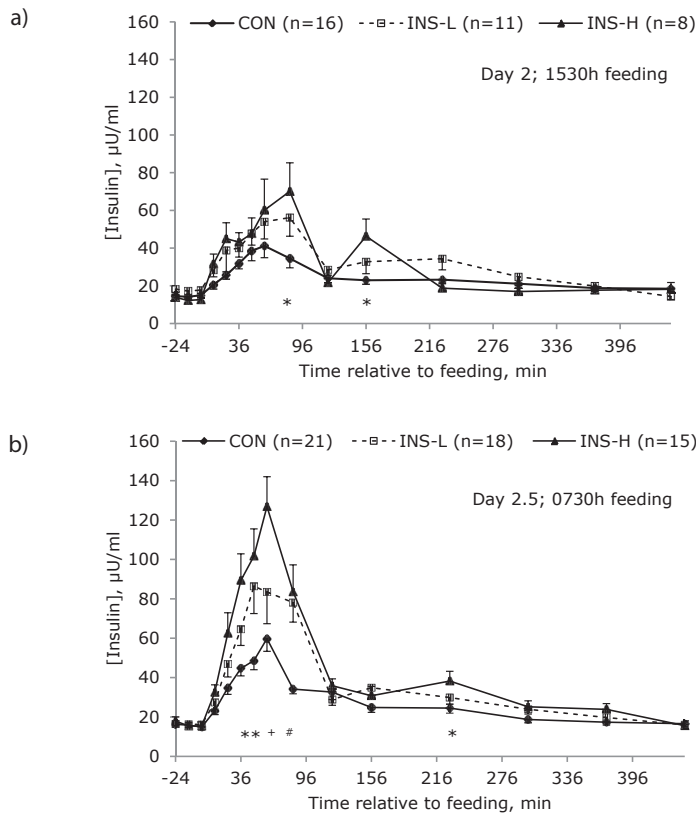 a)
CON (n=16) INS-L (n=11) INS-H (n=8)
Day 2; 1530h feeding
[Insulin], µU/ml
160
140
120
100
80
60
40
20
0
* *
-24 36 96 156 216 276 336 396
Time relative to feeding, min
b)
CON (n=21) INS-L (n=18) INS-H (n=15)
Day 2.5; 0730h feeding
[Insulin], µU/ml
160
140
120
100
80
60
40
20
0
** + # *
-24 36 96 156 216 276 336 396
Time relative to feeding, min